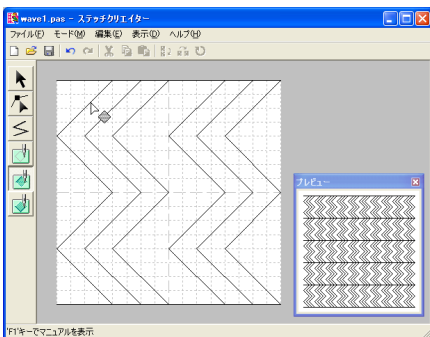 wave1.pas - ステッチクリエイター
ファイル(F) モード(M) 編集(E) 表示(D) ヘルプ(H)
プレビュー
'F1'キーでマニュアルを表示